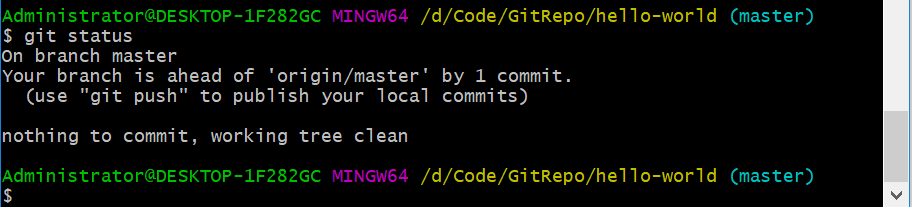 Administrator@DESKTOP-1F282GC MINGW64 /d/Code/GitRepo/hello-world (master)
$ git status
On branch master
Your branch is ahead of 'origin/master' by 1 commit.
  (use "git push" to publish your local commits)

nothing to commit, working tree clean

Administrator@DESKTOP-1F282GC MINGW64 /d/Code/GitRepo/hello-world (master)
$